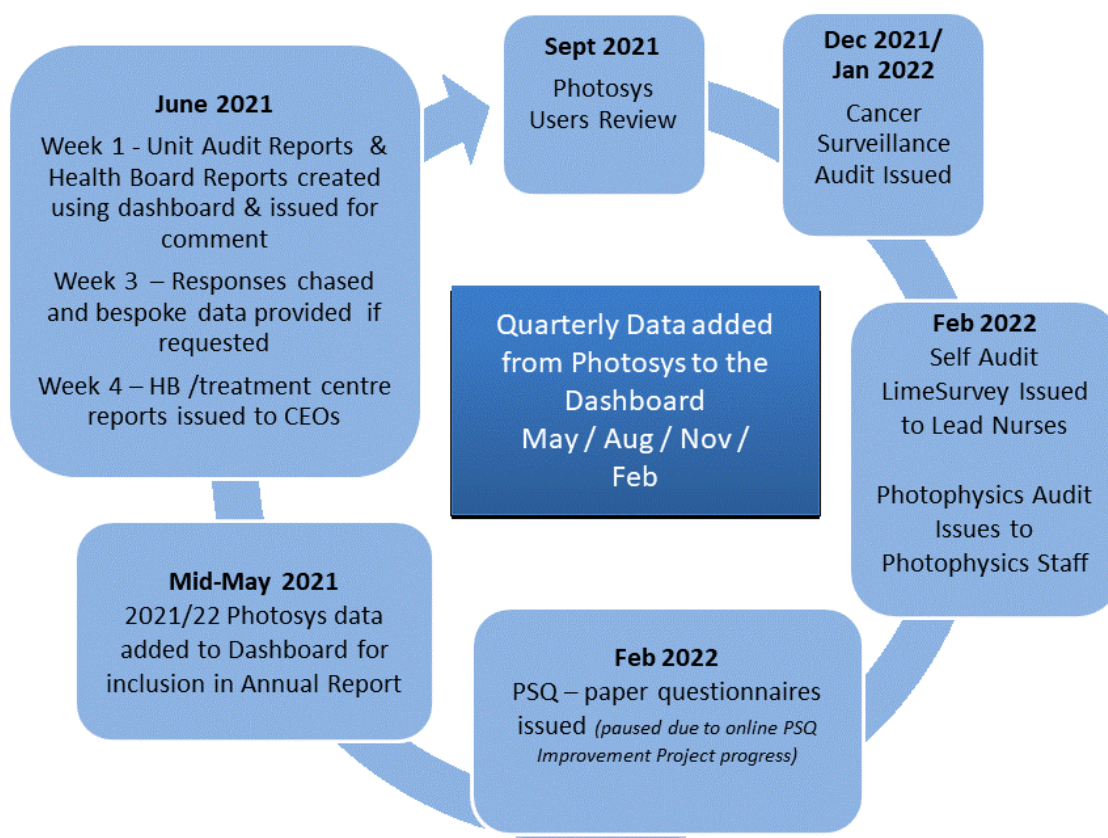 June 2021
Week 1 - Unit Audit Reports &
Health Board Reports created
using dashboard & issued for
comment
Week 3 – Responses chased
and bespoke data provided if
requested
Week 4 – HB /treatment centre
reports issued to CEOs
Sept 2021
Photosys
Users Review
Dec 2021/
Jan 2022
Cancer
Surveillance
Audit Issued
Feb 2022
Self Audit
LimeSurvey Issued
to Lead Nurses
Photophysics Audit
Issues to
Photophysics Staff
Feb 2022
PSQ – paper questionnaires
issued (paused due to online PSQ
Improvement Project progress)
Mid-May 2021
2021/22 Photosys data
added to Dashboard for
inclusion in Annual Report
Quarterly Data added
from Photosys to the
Dashboard
May / Aug / Nov /
Feb